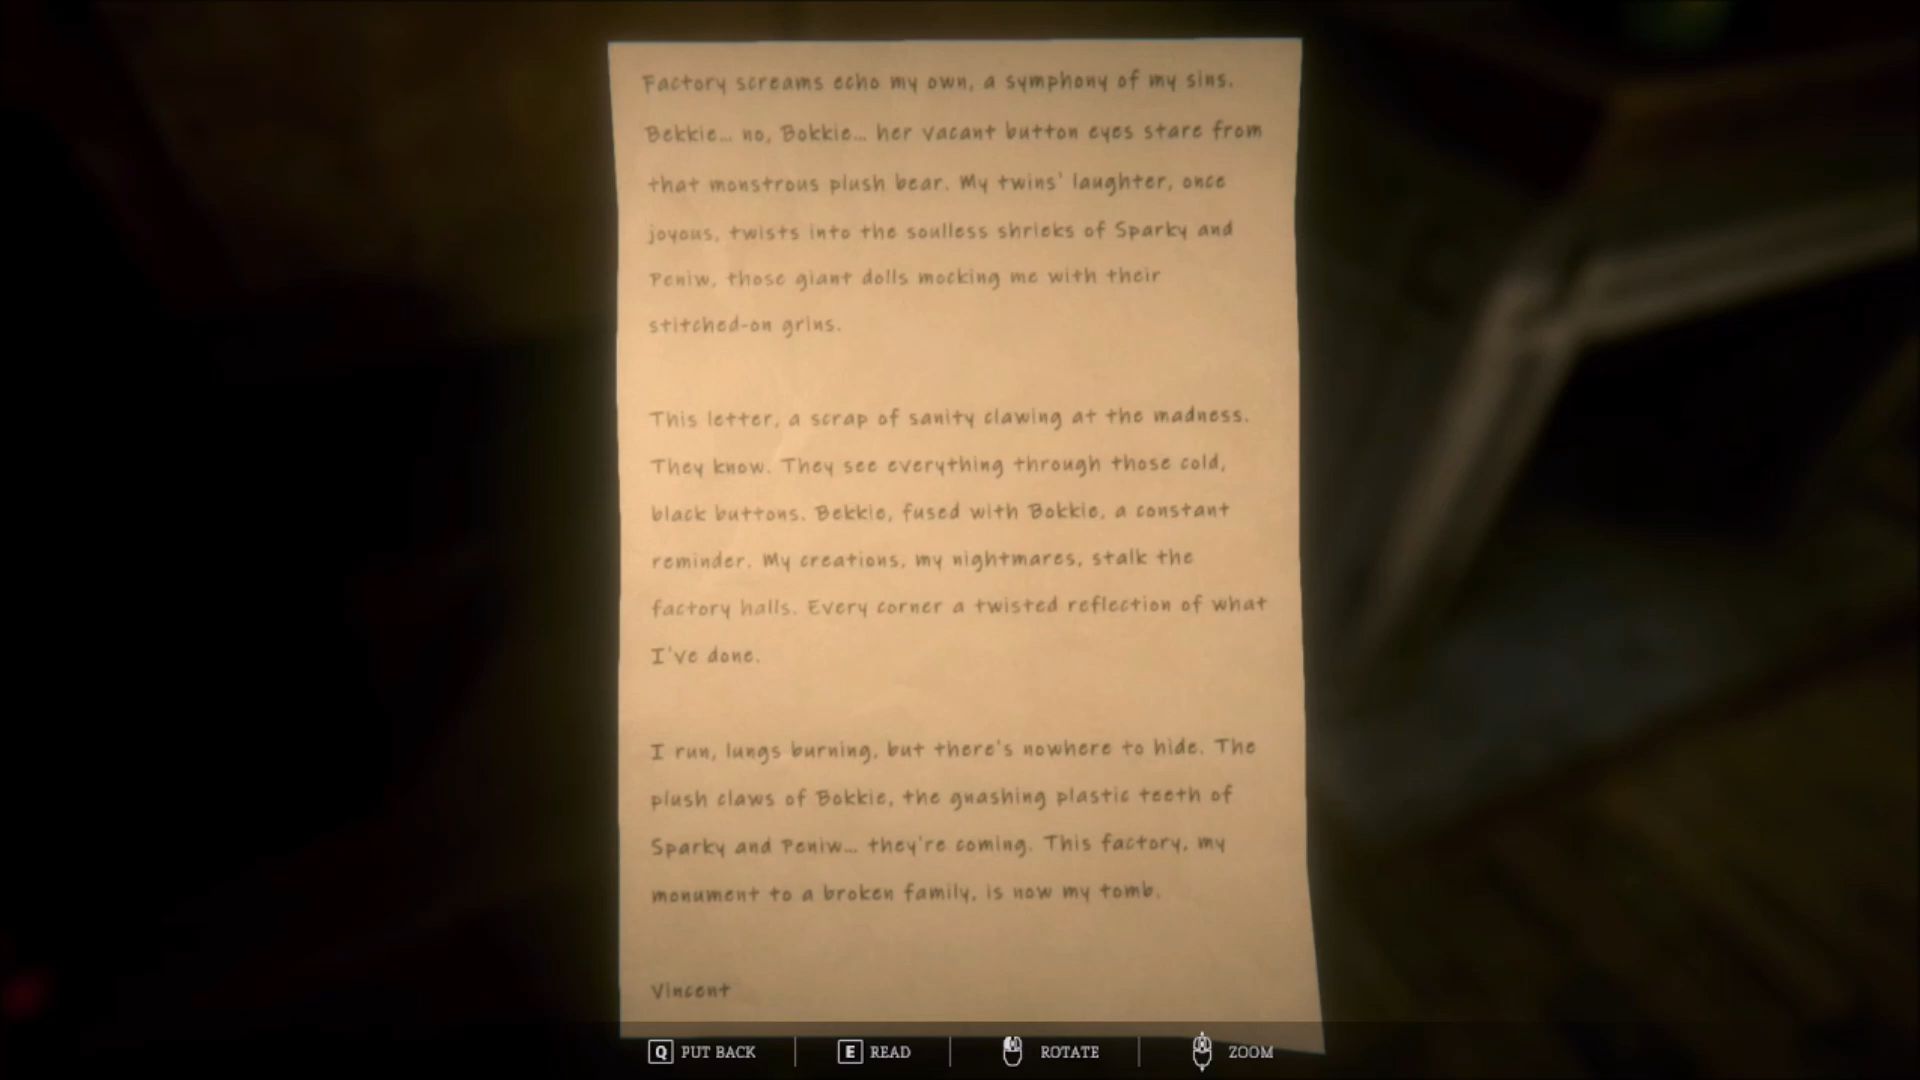 Factory screams echo my own, a symphony of my sins.
Bekkie... no, Bokkie... her vacant button eyes stare from
that monstrous plush bear. My twins' laughter, once
joyous, twists into the soulless shrieks of Sparky and
Peniw, those giant dolls mocking me with their
stitched-on grins.
This letter, a scrap of sanity clawing at the madness.
They know. They see everything through those cold,
black buttons. Bekkie, fused with Bokkie, a constant
reminder. My creations, my nightmares, stalk the
factory halls. Every corner a twisted reflection of what
I've done.
I run, lungs burning, but there's nowhere to hide. The
plush claws of Bokkie, the gnashing plastic teeth of
Sparky and Peniw... they're coming. This factory, my
monument to a broken family, is now my tomb.
Vincent
Q PUT BACK E READ ROTATE ZOOM